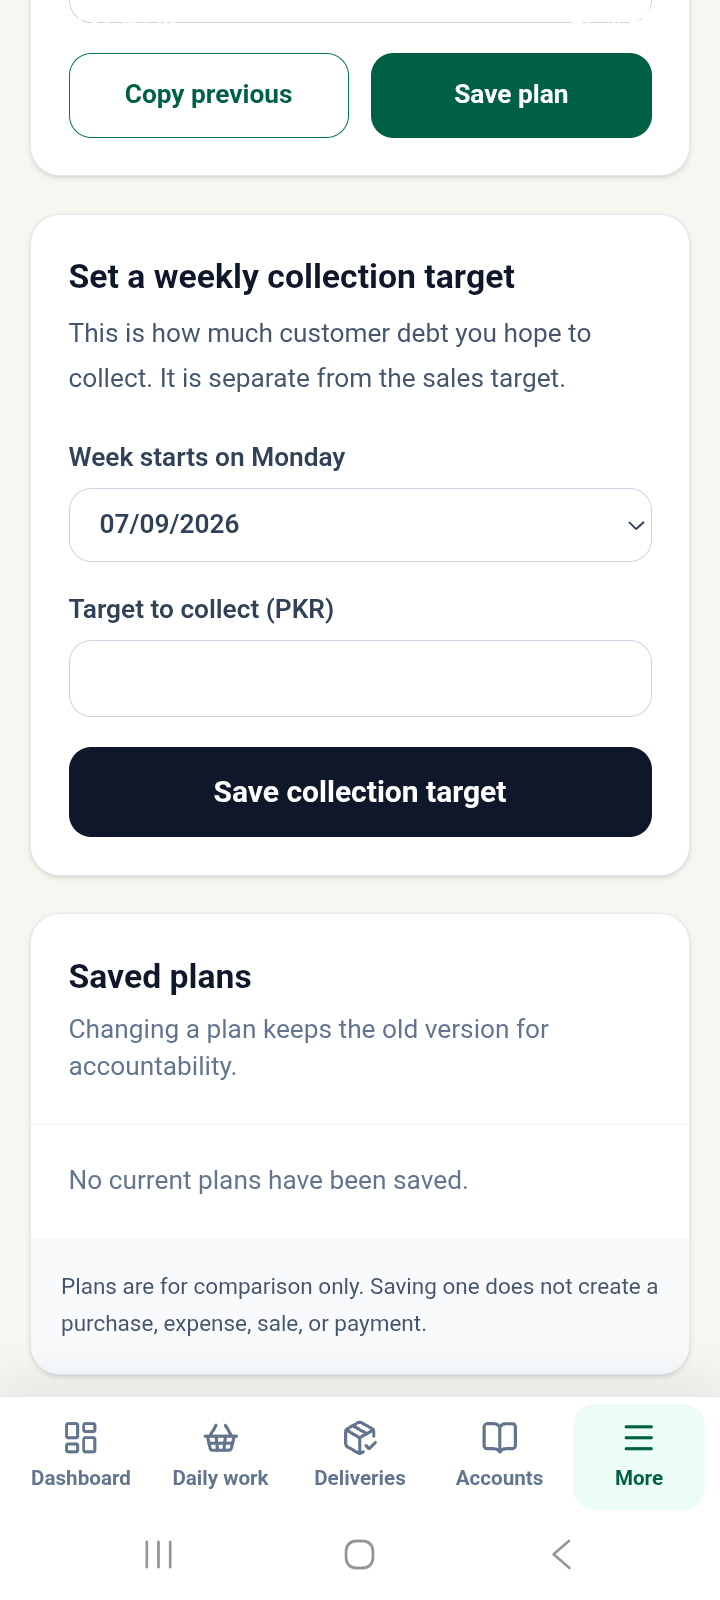 Copy previous
Save plan
Set a weekly collection target
This is how much customer debt you hope to
collect. It is separate from the sales target.
Week starts on Monday
07/09/2026
Target to collect (PKR)
Save collection target
Saved plans
Changing a plan keeps the old version for
accountability.
No current plans have been saved.
Plans are for comparison only. Saving one does not create a
purchase, expense, sale, or payment.
Dashboard
Daily work
Deliveries
Accounts
More